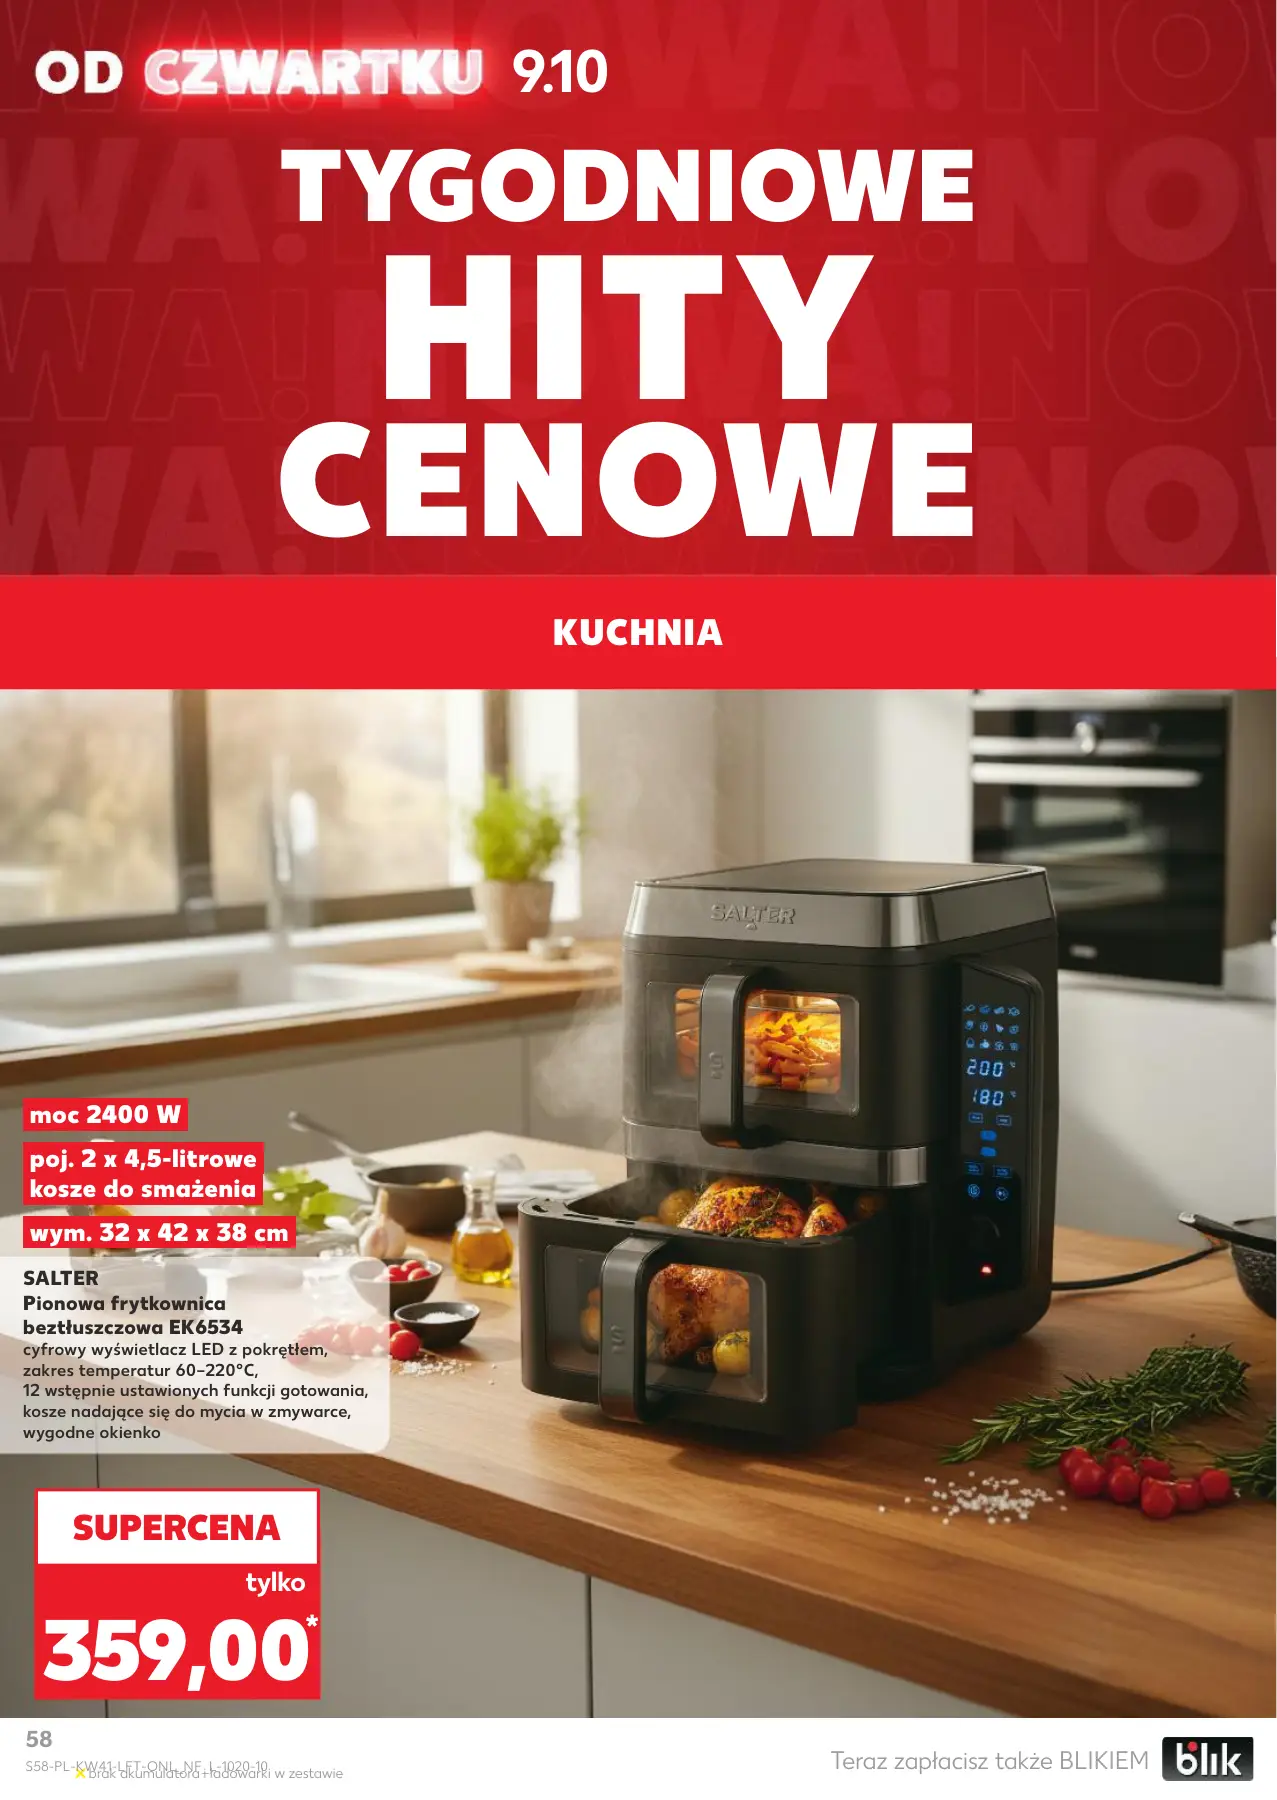 OD CZWARTKU 9.10
TYGODNIOWE
HITY
CENOWE
KUCHNIA
SALTER
200 °C
180 °C
moc 2400 W
poj. 2 x 4,5-litrowe
kosze do smażenia
wym. 32 x 42 x 38 cm
SALTER
Pionowa frytkownica
beztłuszczowa EK6534
cyfrowy wyświetlacz LED z pokrętłem,
zakres temperatur 60–220°C,
12 wstępnie ustawionych funkcji gotowania,
kosze nadające się do mycia w zmywarce,
wygodne okienko
SUPERCENA
tylko
359,00*
58
S58-PL-KW41-LFT-ONL_NF_L-1020-10
brak akumulatora+ładowarki w zestawie
Teraz zapłacisz także BLIKIEM
blik